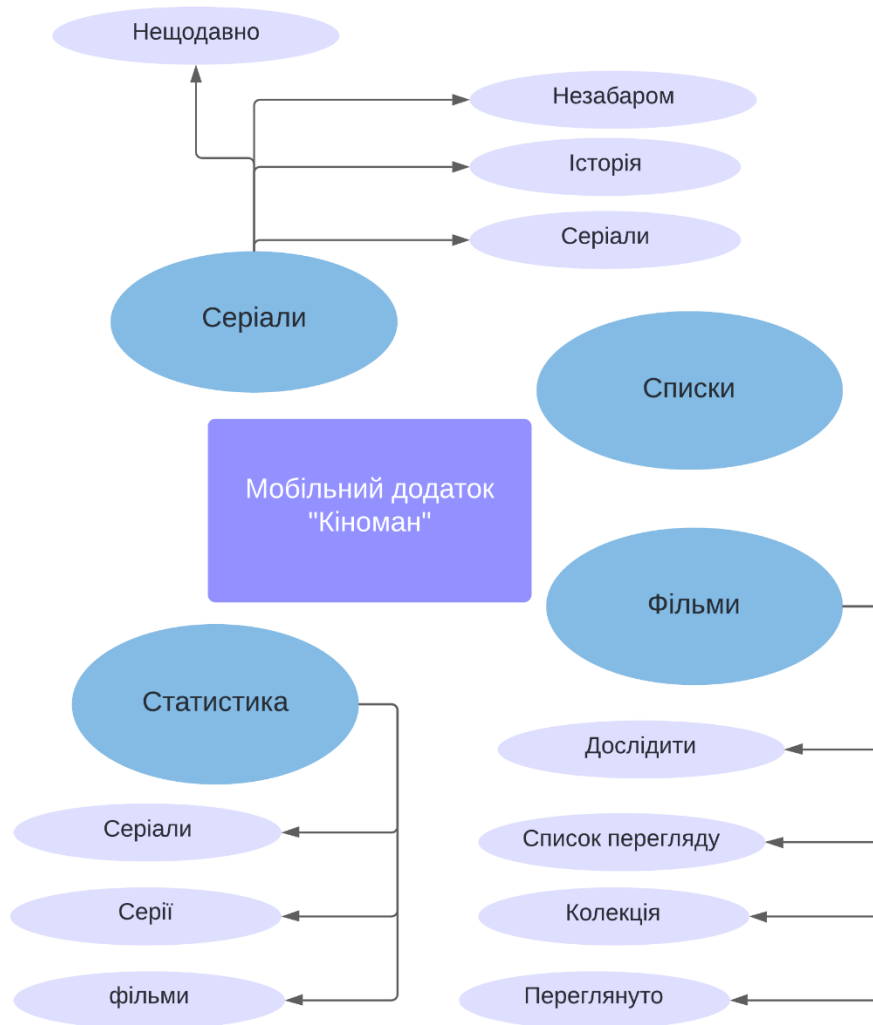 Нещодавно
Незабаром
Історія
Серіали
Серіали
Списки
Мобільний додаток
"Кіноман"
Фільми
Статистика
Дослідити
Серіали
Список перегляду
Серії
Колекція
фільми
Переглянуто